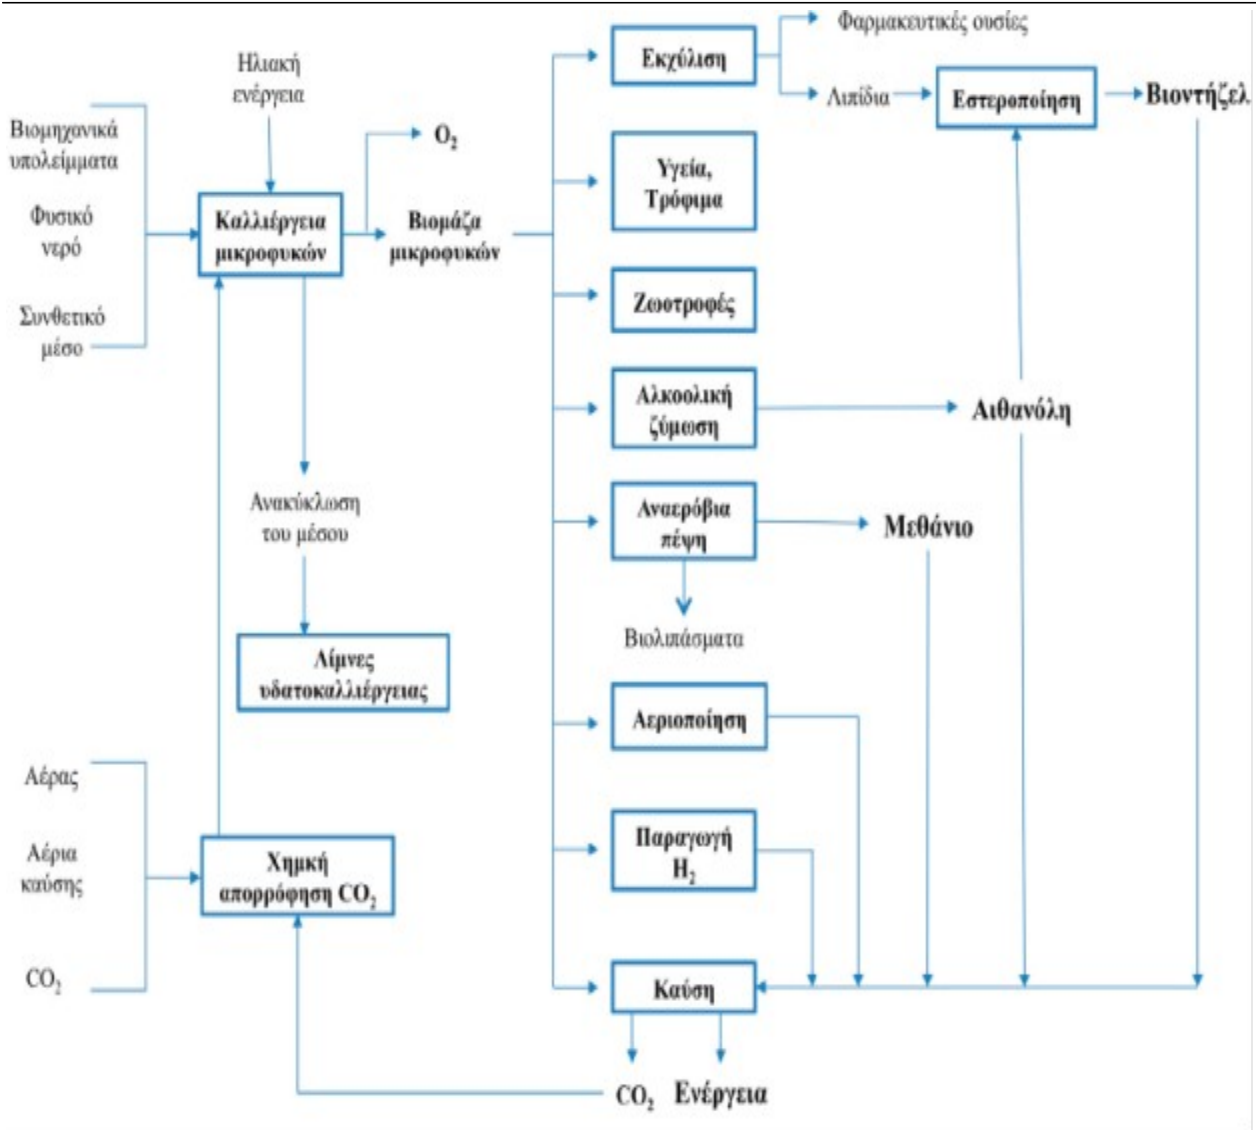 Φαρμακευτικές ουσίες
Ηλιακή
ενέργεια
Εκχύλιση
Λιπίδια
Εστεροποίηση
Βιοντήζελ
Βιομηχανικά
υπολείμματα
O₂
Υγεία,
Τρόφιμα
Φυσικό
νερό
Καλλιέργεια
μικροφυκών
Βιομάζα
μικροφυκών
Ζωοτροφές
Συνθετικό
μέσο
Αλκοολική
ζύμωση
Αιθανόλη
Ανακύκλωση
του μέσου
Αναερόβια
πέψη
Μεθάνιο
Βιολιπάσματα
Λίμνες
υδατοκαλλιέργειας
Αεριοποίηση
Αέρας
Αέρια
καύσης
CO₂
Χημκή
απορρόφηση CO₂
Παραγωγή
H₂
Καύση
CO₂
Ενέργεια